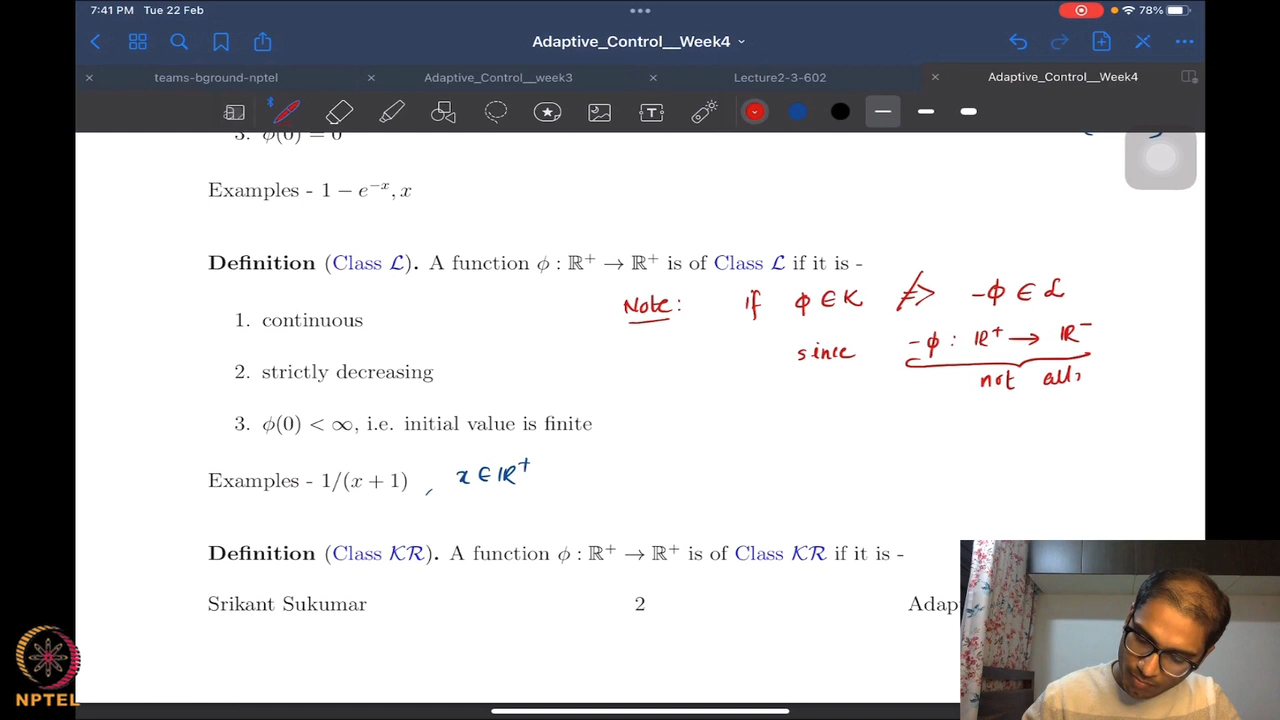 7:41 PM Tue 22 Feb
78%
Adaptive_Control__Week4
teams-bground-nptel
Adaptive_Control__week3
Lecture2-3-602
Adaptive_Control__Week4
3. ϕ(0) = 0
Examples - 1 − e^{−x}, x
Definition (Class ℒ). A function ϕ : ℝ⁺ → ℝ⁺ is of Class ℒ if it is -
Note: If ϕ ∈ K ⇏ -ϕ ∈ ℒ
1. continuous
since -ϕ : ℝ⁺ → ℝ⁻
2. strictly decreasing
not all
3. ϕ(0) < ∞, i.e. initial value is finite
Examples - 1/(x + 1) , x ∈ ℝ⁺
Definition (Class 𝒦ℛ). A function ϕ : ℝ⁺ → ℝ⁺ is of Class 𝒦ℛ if it is -
Srikant Sukumar 2 Adap
NPTEL